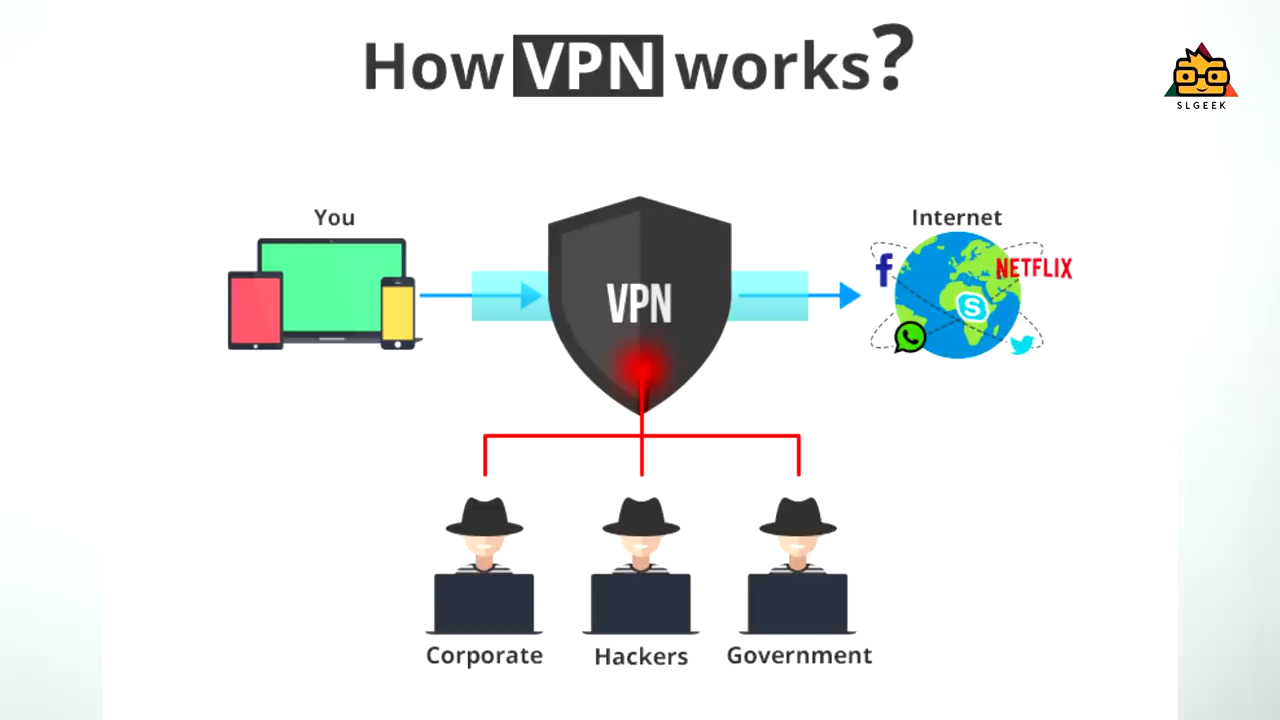 How VPN works?
SLGEEK
You
Internet
f
NETFLIX
VPN
S
Corporate
Hackers
Government